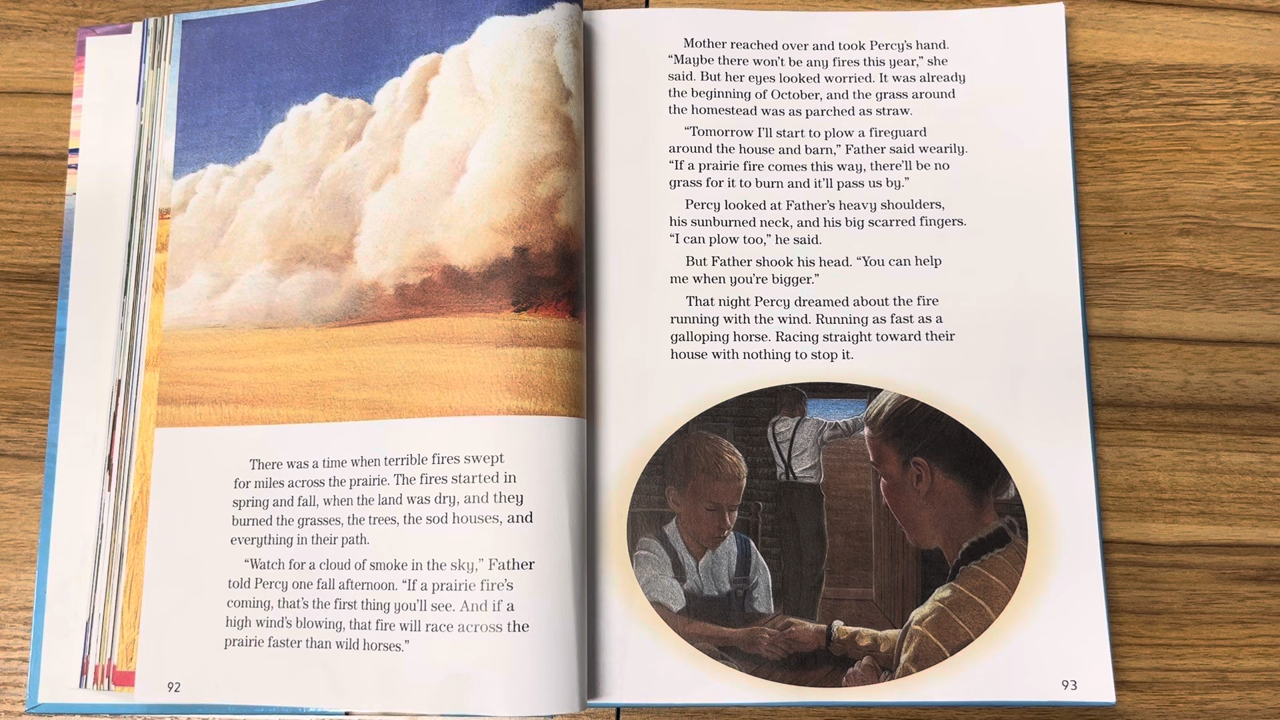 There was a time when terrible fires swept
for miles across the prairie. The fires started in
spring and fall, when the land was dry, and they
burned the grasses, the trees, the sod houses, and
everything in their path.
“Watch for a cloud of smoke in the sky,” Father
told Percy one fall afternoon. “If a prairie fire’s
coming, that’s the first thing you’ll see. And if a
high wind’s blowing, that fire will race across the
prairie faster than wild horses.”
92
Mother reached over and took Percy’s hand.
“Maybe there won’t be any fires this year,” she
said. But her eyes looked worried. It was already
the beginning of October, and the grass around
the homestead was as parched as straw.
“Tomorrow I’ll start to plow a fireguard
around the house and barn,” Father said wearily.
“If a prairie fire comes this way, there’ll be no
grass for it to burn and it’ll pass us by.”
Percy looked at Father’s heavy shoulders,
his sunburned neck, and his big scarred fingers.
“I can plow too,” he said.
But Father shook his head. “You can help
me when you’re bigger.”
That night Percy dreamed about the fire
running with the wind. Running as fast as a
galloping horse. Racing straight toward their
house with nothing to stop it.
93